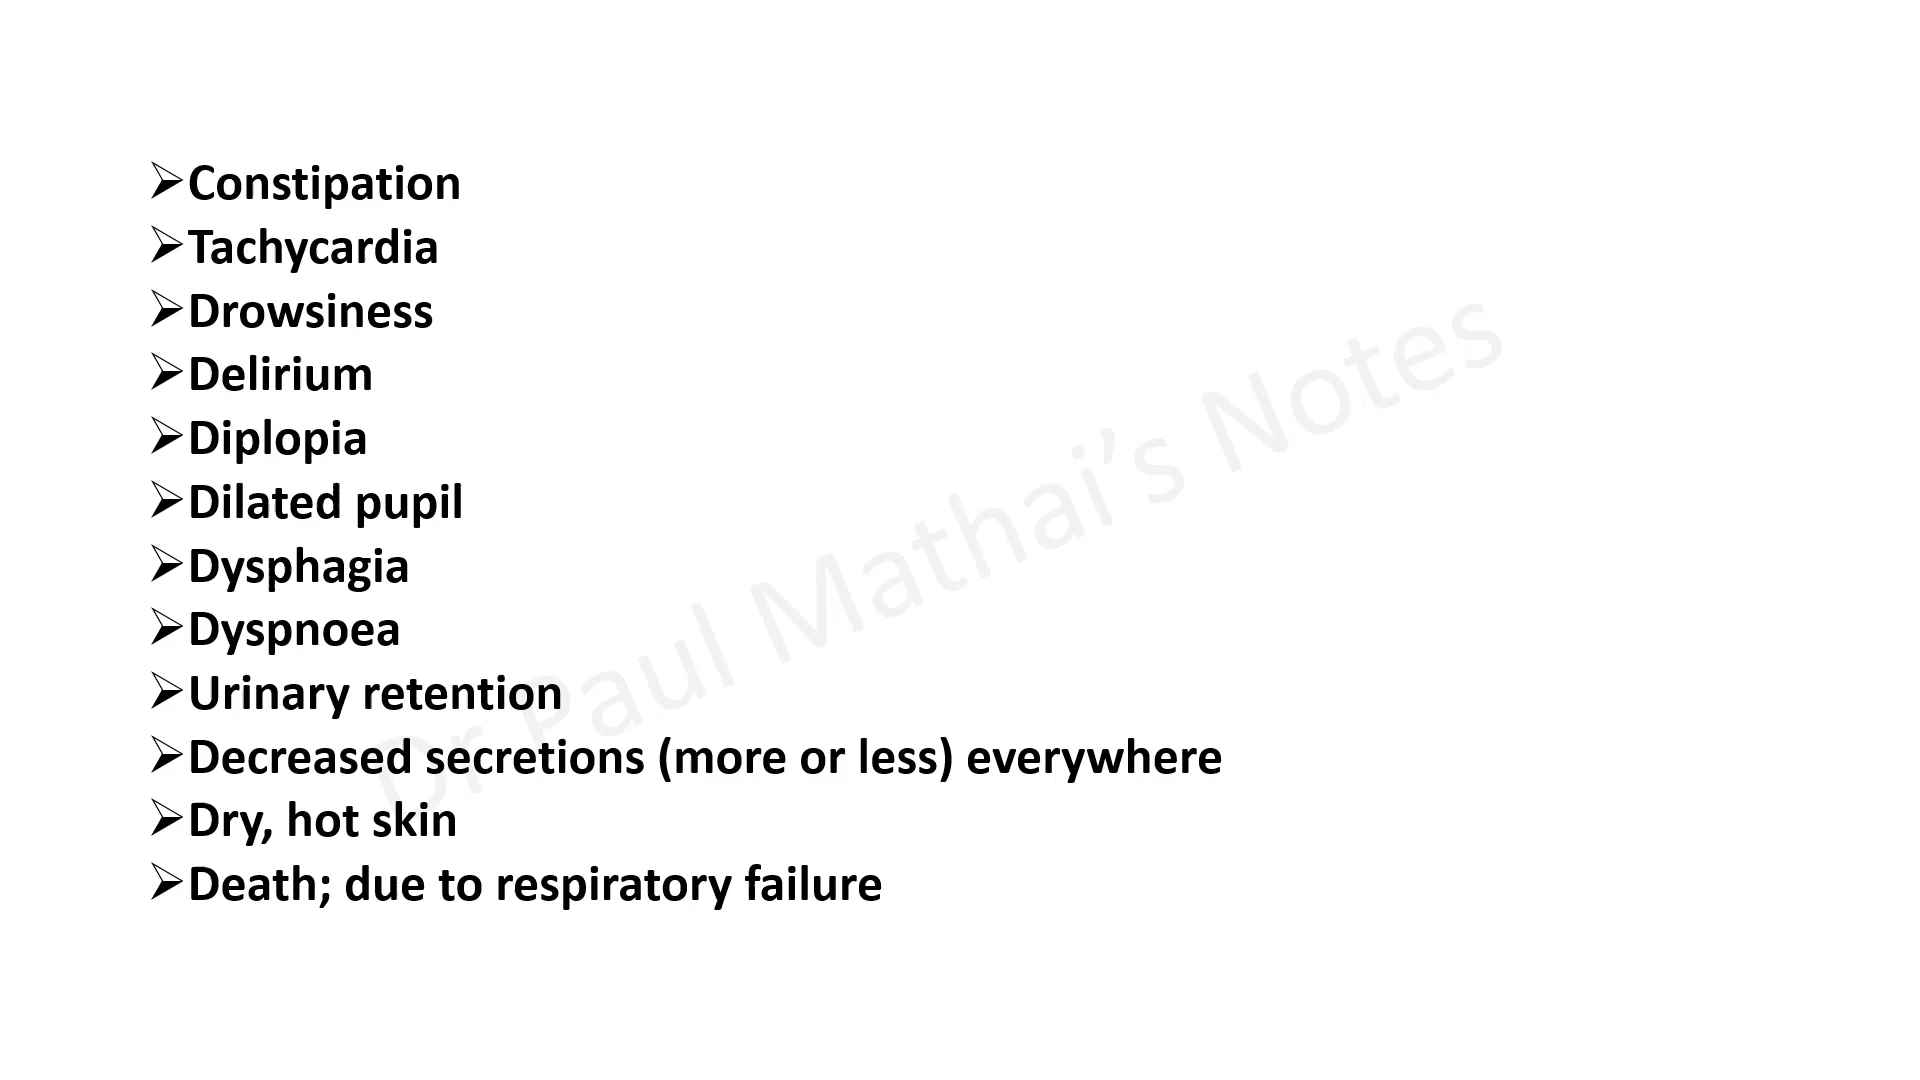 ➢Constipation
➢Tachycardia
➢Drowsiness
➢Delirium
➢Diplopia
➢Dilated pupil
➢Dysphagia
➢Dyspnoea
➢Urinary retention
➢Decreased secretions (more or less) everywhere
➢Dry, hot skin
➢Death; due to respiratory failure
Dr Paul Mathai’s Notes